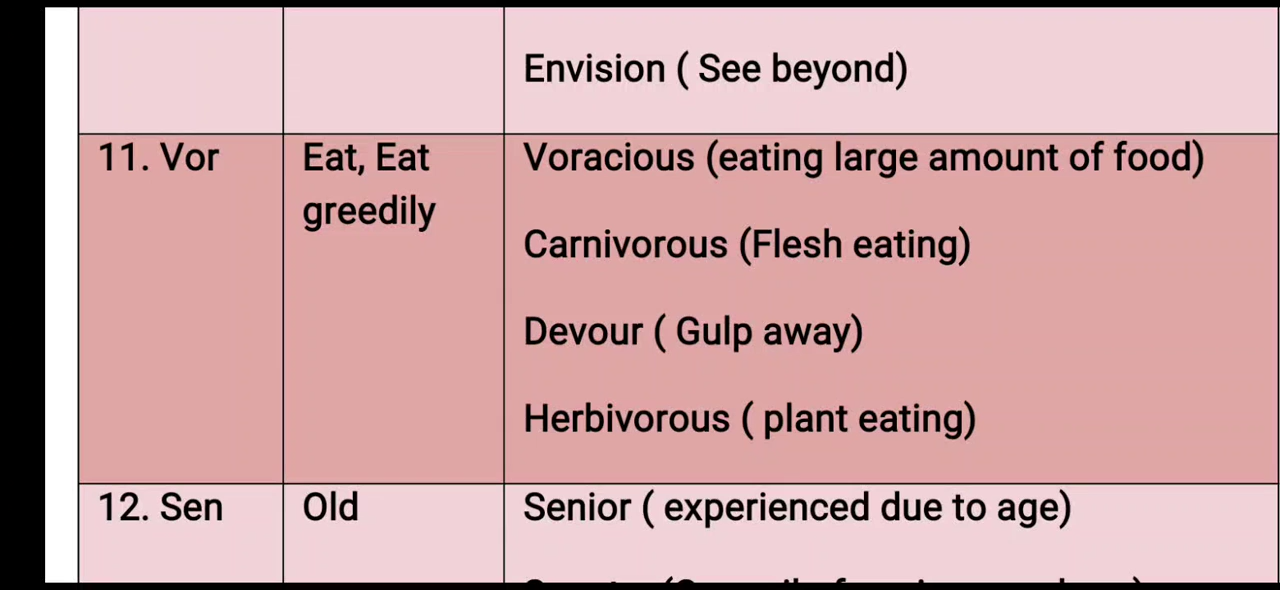 Envision ( See beyond)
11. Vor
Eat, Eat
greedily
Voracious (eating large amount of food)
Carnivorous (Flesh eating)
Devour ( Gulp away)
Herbivorous ( plant eating)
12. Sen
Old
Senior ( experienced due to age)